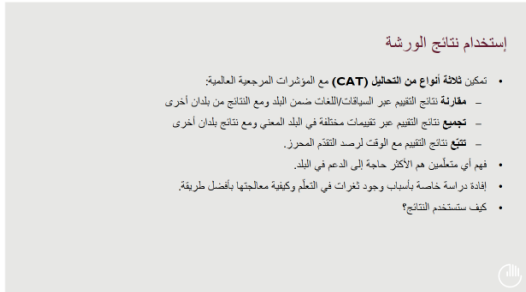 إستخدام نتائج الورشة
• تمكين ثلاثة أنواع من التحاليل (CAT) مع المؤشرات المرجعية العالمية:
– مقارنة نتائج التقييم عبر السياقات/اللغات ضمن البلد ومع النتائج من بلدان أخرى
– تجميع نتائج التقييم عبر تقييمات مختلفة في البلد المعني ومع نتائج بلدان أخرى
– تتبّع نتائج التقييم مع الوقت لرصد التقدّم المحرز.
• فهم أي متعلّمين هم الأكثر حاجة إلى الدعم في البلد.
• إفادة دراسة خاصة بأسباب وجود ثغرات في التعلّم وكيفية معالجتها بأفضل طريقة.
• كيف ستستخدم النتائج؟